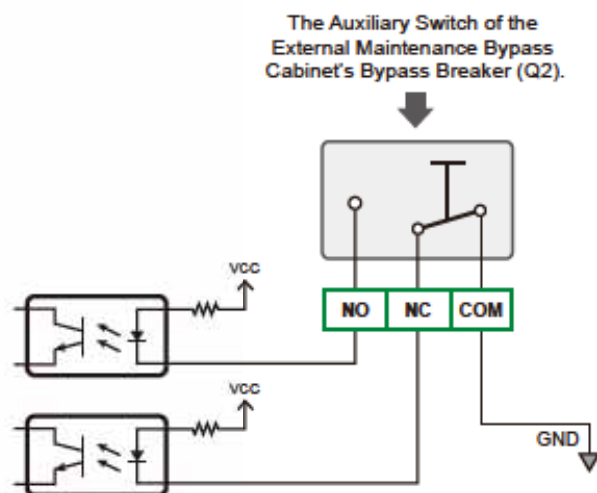 The Auxiliary Switch of the
External Maintenance Bypass
Cabinet's Bypass Breaker (Q2).
VCC
NO NC COM
VCC
GND